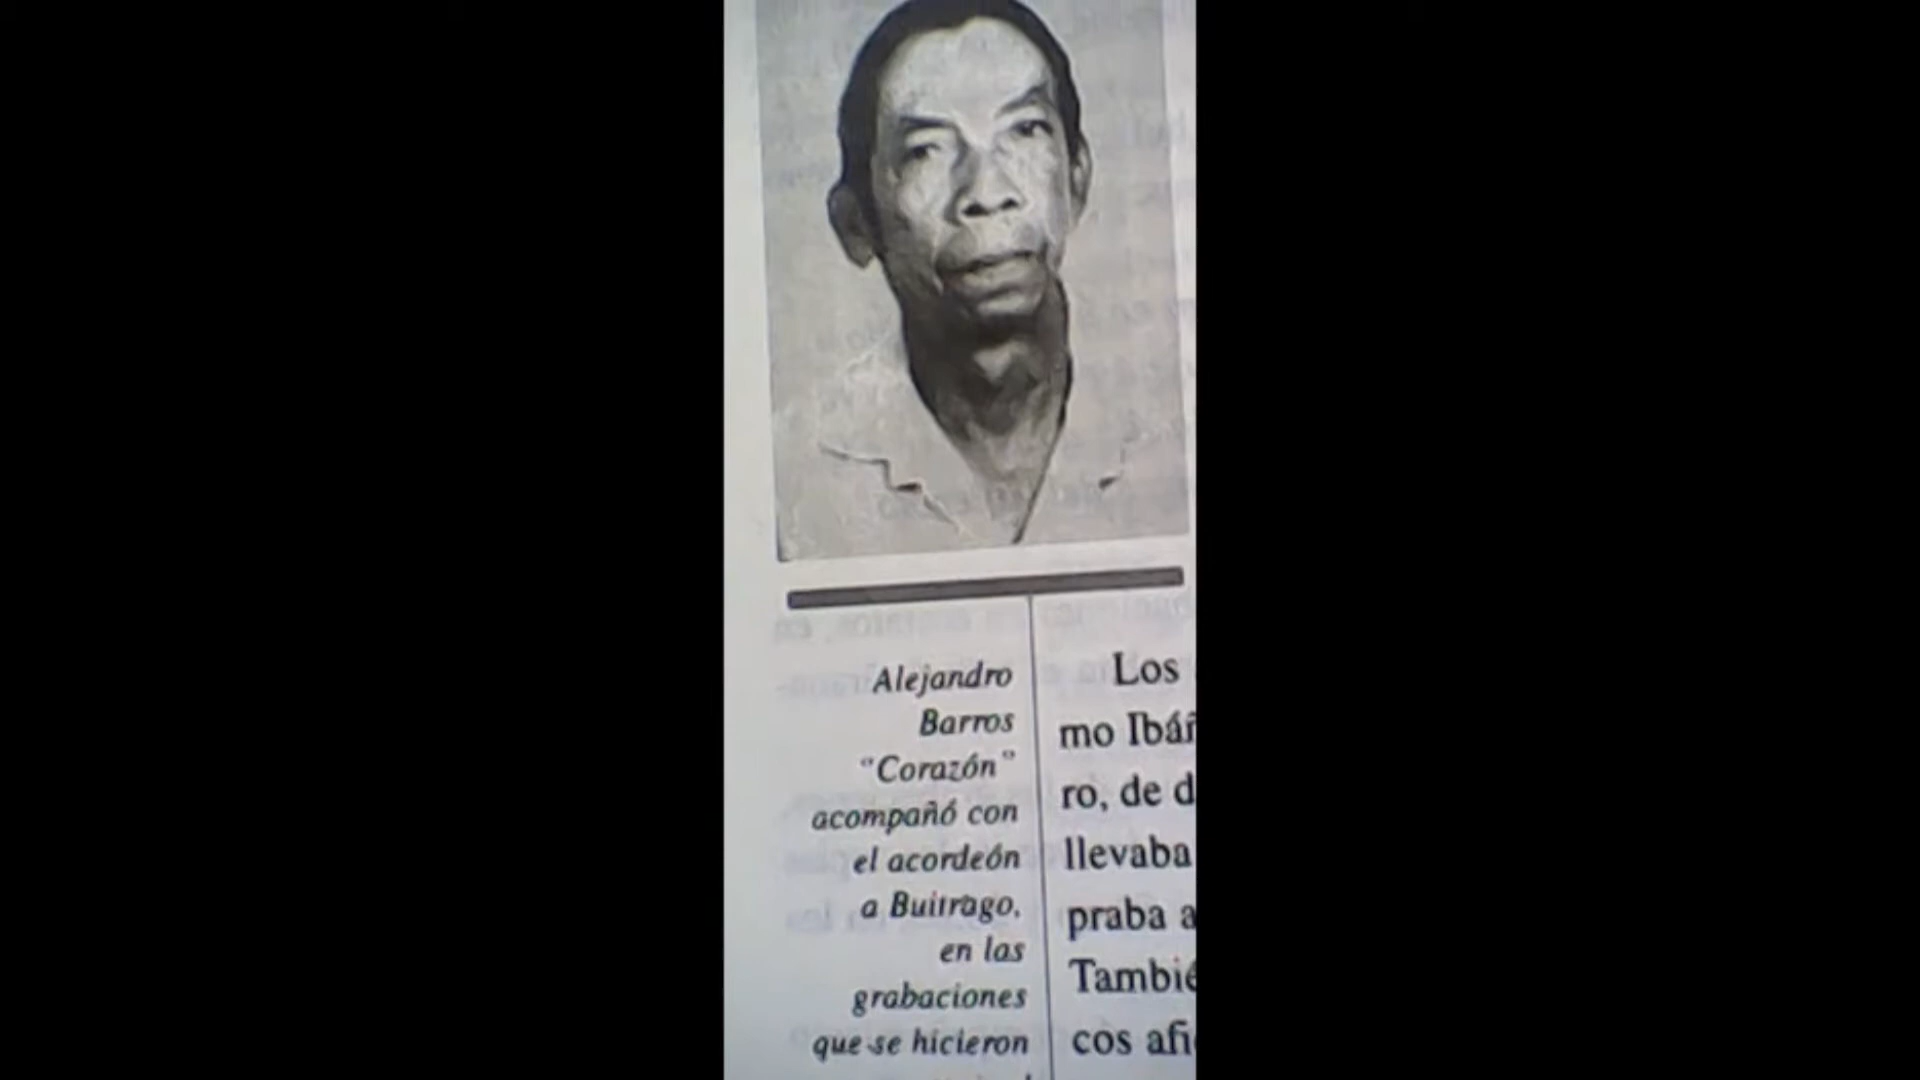 Alejandro
Barros
"Corazón"
acompañó con
el acordeón
a Buitrago,
en las
grabaciones
que se hicieron
Los
mo Ibáñ
ro, de d
llevaba
praba a
Tambié
cos afi